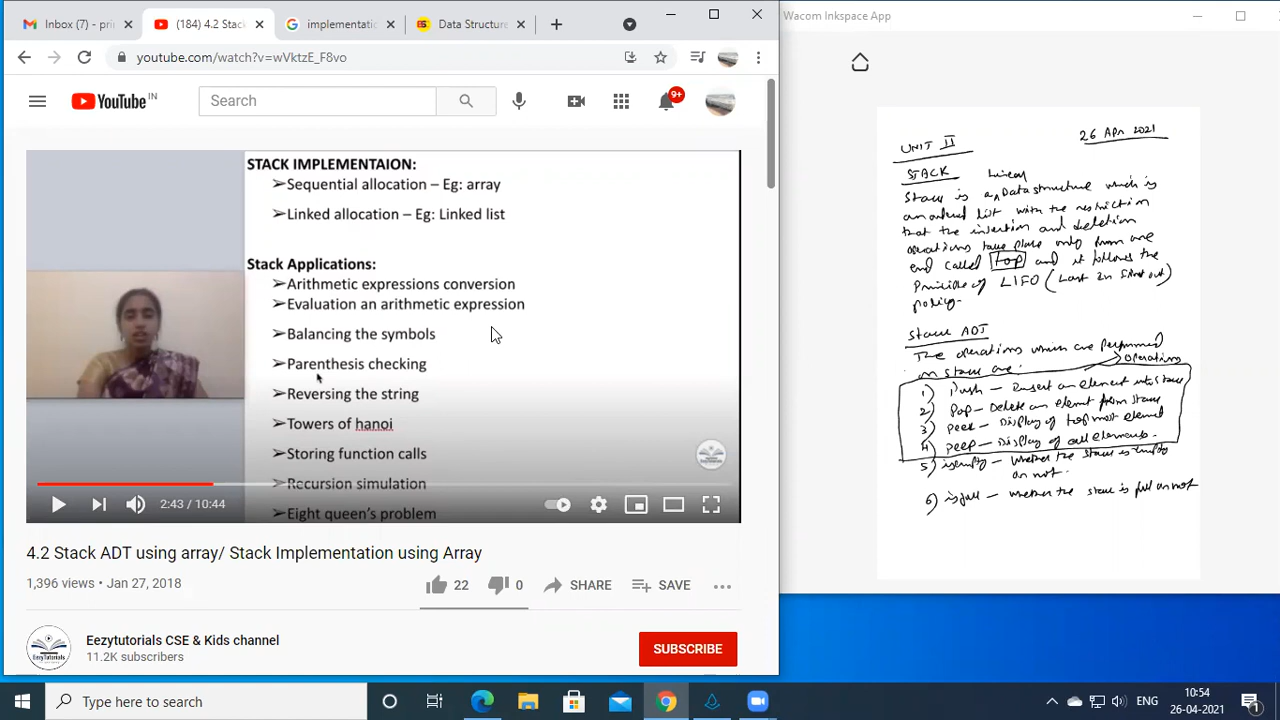 Inbox (7) - pri
(184) 4.2 Stack
implementatio
Data Structure
youtube.com/watch?v=wVktzE_F8vo
YouTube IN
Search
9+
STACK IMPLEMENTAION:
➢Sequential allocation – Eg: array
➢Linked allocation – Eg: Linked list
Stack Applications:
➢Arithmetic expressions conversion
➢Evaluation an arithmetic expression
➢Balancing the symbols
➢Parenthesis checking
➢Reversing the string
➢Towers of hanoi
➢Storing function calls
➢Recursion simulation
➢Eight queen's problem
2:43 / 10:44
4.2 Stack ADT using array/ Stack Implementation using Array
1,396 views • Jan 27, 2018
22
0
SHARE
SAVE
Eezytutorials CSE & Kids channel
11.2K subscribers
SUBSCRIBE
Wacom Inkspace App
26 Apr 2021
UNIT II
STACK
Linear
Stack is a Data structure which is
an ordered list with the restriction
that the insertion and deletion
operations take place only from one
end called top and it follows the
Principle of LIFO (Last In First out)
policy.
Stack ADT
The operations which are performed
on stack are.
operations
1) Push – Insert an element into stack
2) Pop – Delete an element from stack
3) peek – Display of top most element
4) peep – Display of all elements.
5) isempty – whether the stack is empty
or not.
6) isfull – whether the stack is full or not
Type here to search
ENG
10:54
26-04-2021
1